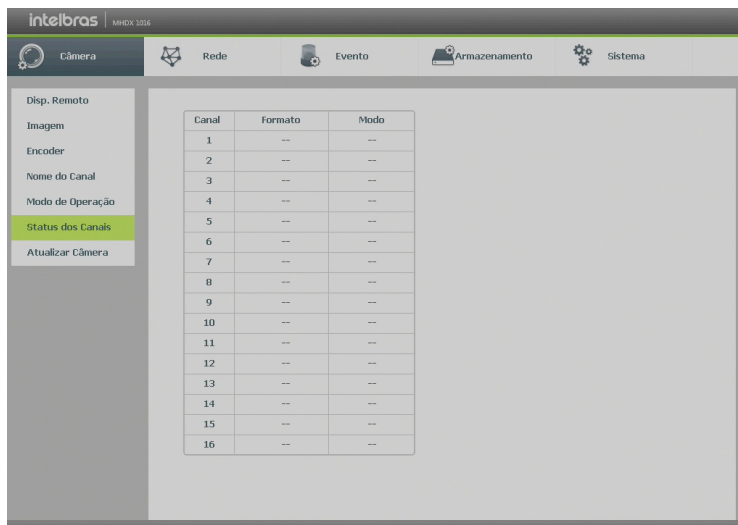 intelbras | MHDX 1016
Câmera Rede Evento Armazenamento Sistema
Disp. Remoto
Imagem
Encoder
Nome do Canal
Modo de Operação
Status dos Canais
Atualizar Câmera
Canal Formato Modo
1 -- --
2 -- --
3 -- --
4 -- --
5 -- --
6 -- --
7 -- --
8 -- --
9 -- --
10 -- --
11 -- --
12 -- --
13 -- --
14 -- --
15 -- --
16 -- --